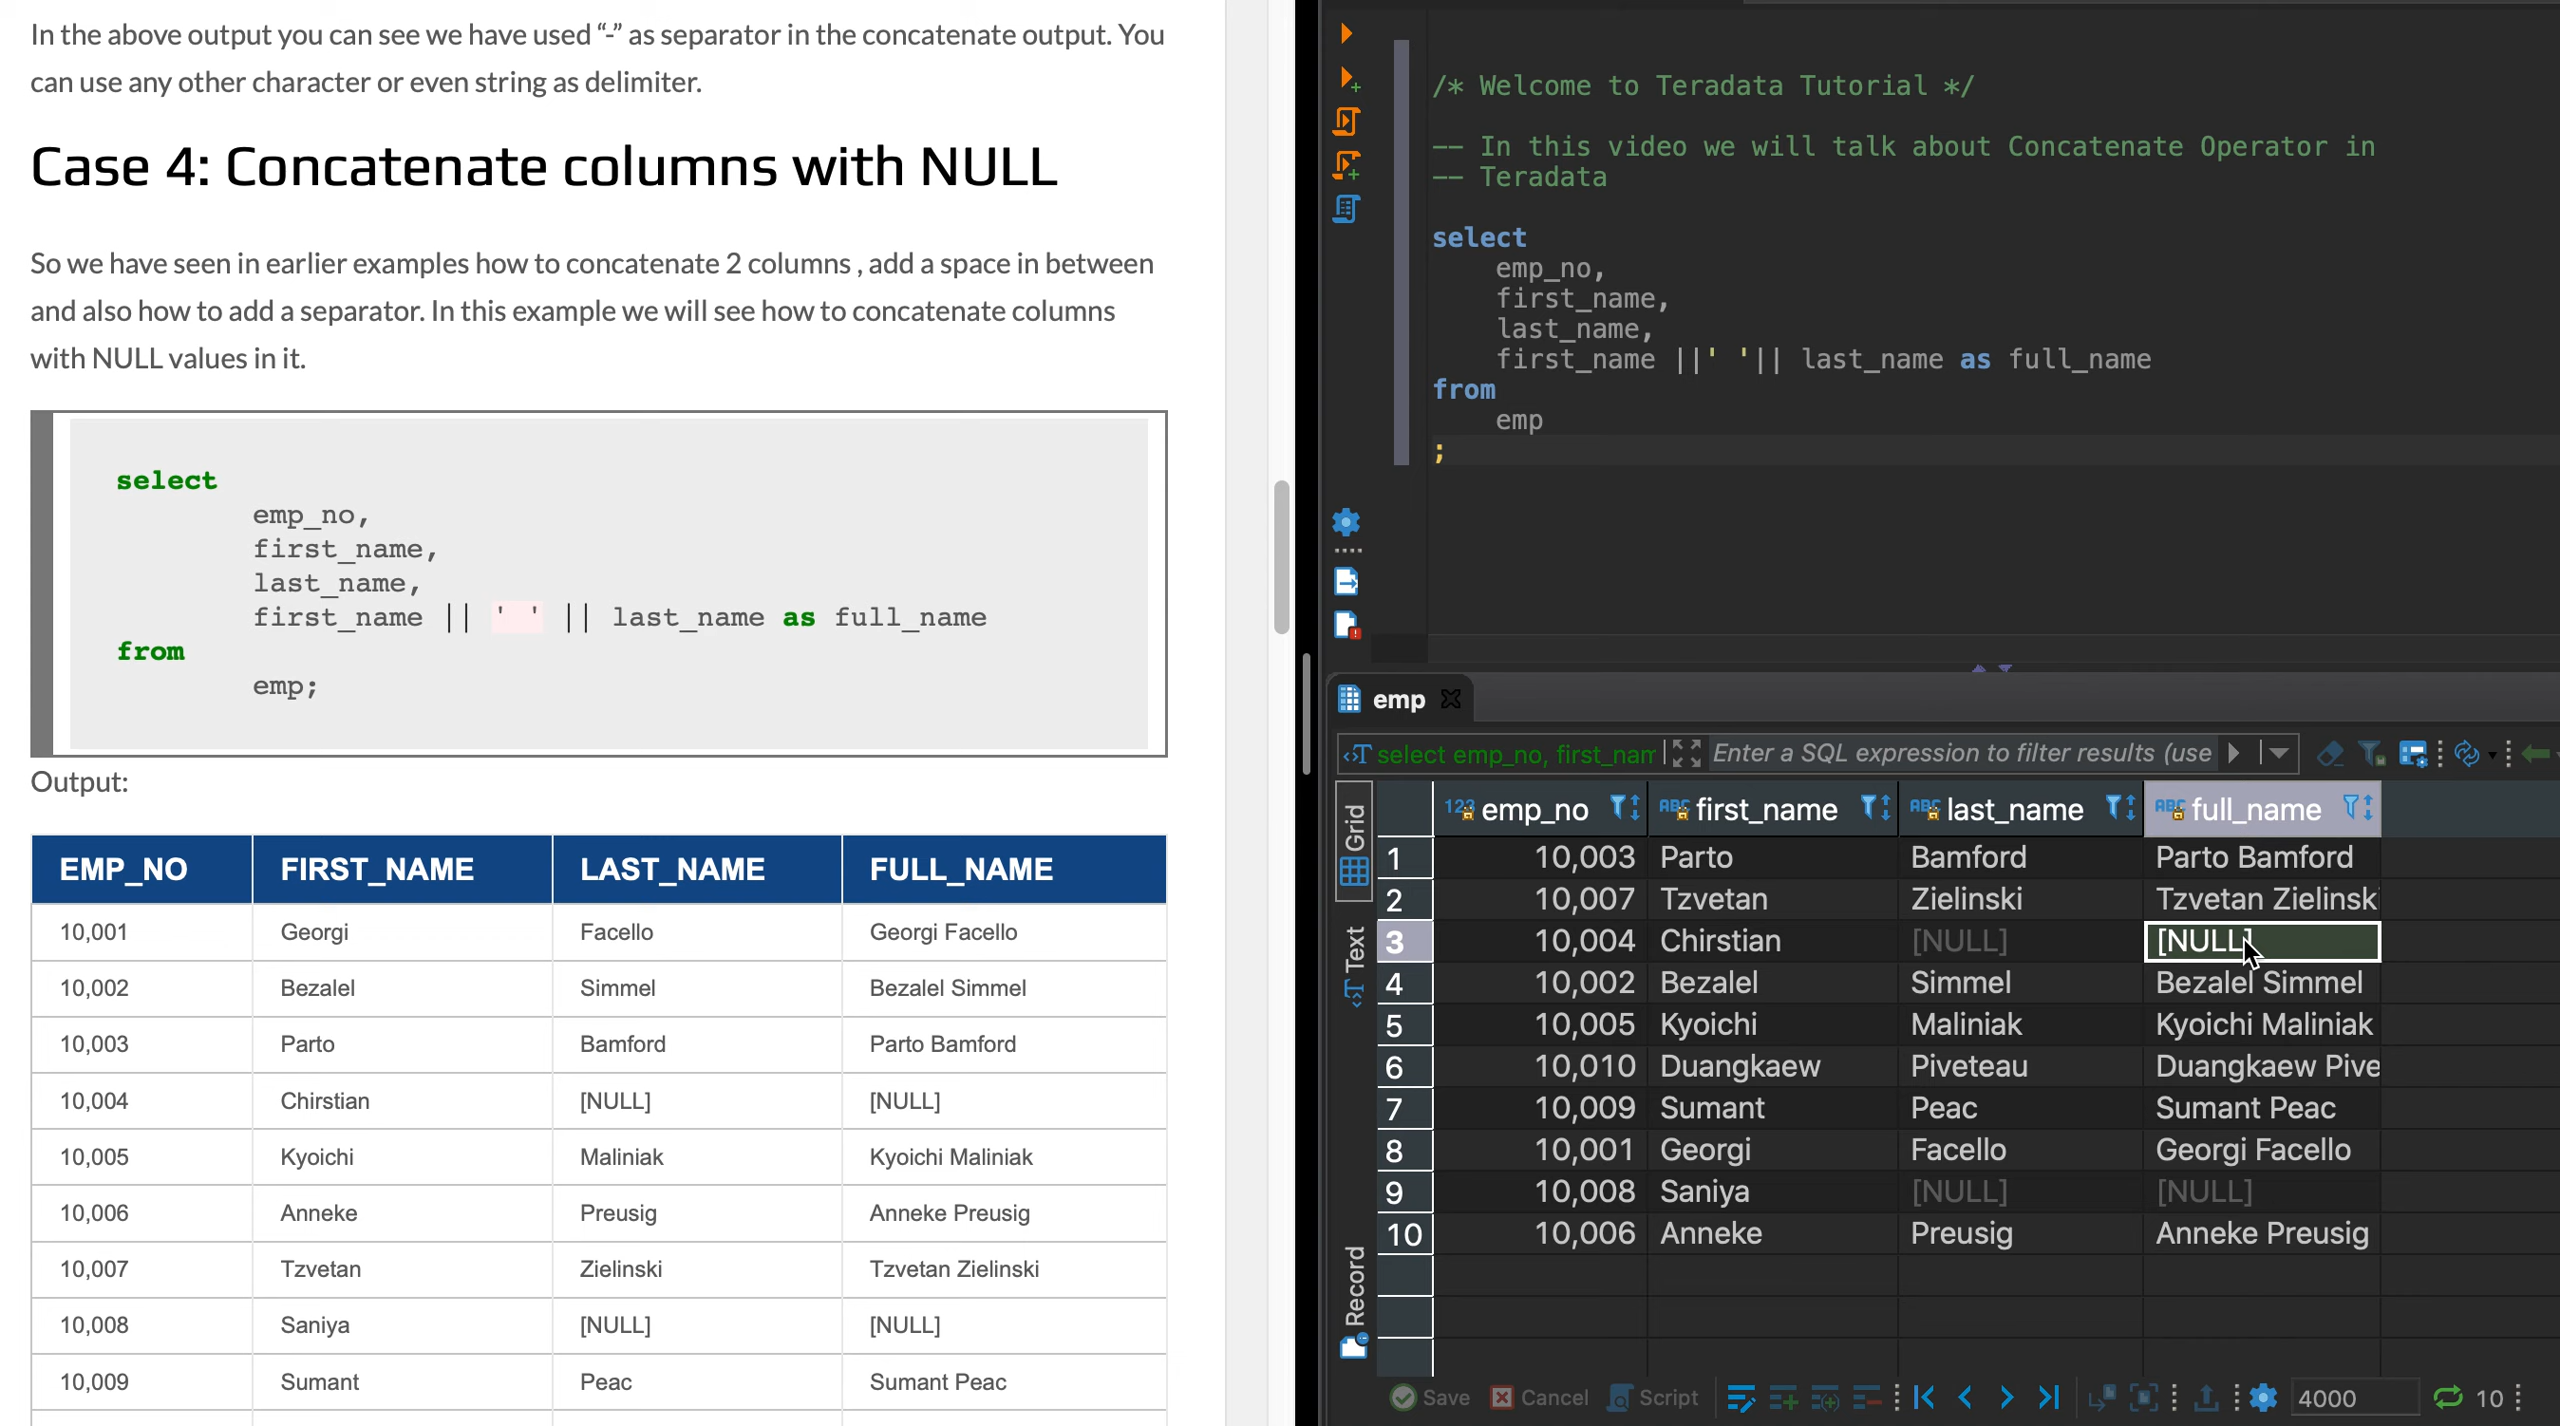 In the above output you can see we have used “-” as separator in the concatenate output. You
can use any other character or even string as delimiter.
Case 4: Concatenate columns with NULL
So we have seen in earlier examples how to concatenate 2 columns , add a space in between
and also how to add a separator. In this example we will see how to concatenate columns
with NULL values in it.
select
emp_no,
first_name,
last_name,
first_name || ' ' || last_name as full_name
from
emp;
Output:
EMP_NO FIRST_NAME LAST_NAME FULL_NAME
10,001 Georgi Facello Georgi Facello
10,002 Bezalel Simmel Bezalel Simmel
10,003 Parto Bamford Parto Bamford
10,004 Chirstian [NULL] [NULL]
10,005 Kyoichi Maliniak Kyoichi Maliniak
10,006 Anneke Preusig Anneke Preusig
10,007 Tzvetan Zielinski Tzvetan Zielinski
10,008 Saniya [NULL] [NULL]
10,009 Sumant Peac Sumant Peac
/* Welcome to Teradata Tutorial */
-- In this video we will talk about Concatenate Operator in
-- Teradata
select
emp_no,
first_name,
last_name,
first_name ||' '|| last_name as full_name
from
emp
;
emp
select emp_no, first_nam Enter a SQL expression to filter results (use
Grid
Text
Record
123 emp_no ABC first_name ABC last_name ABC full_name
1 10,003 Parto Bamford Parto Bamford
2 10,007 Tzvetan Zielinski Tzvetan Zielinsk
3 10,004 Chirstian [NULL] [NULL]
4 10,002 Bezalel Simmel Bezalel Simmel
5 10,005 Kyoichi Maliniak Kyoichi Maliniak
6 10,010 Duangkaew Piveteau Duangkaew Pive
7 10,009 Sumant Peac Sumant Peac
8 10,001 Georgi Facello Georgi Facello
9 10,008 Saniya [NULL] [NULL]
10 10,006 Anneke Preusig Anneke Preusig
Save Cancel Script 4000 10